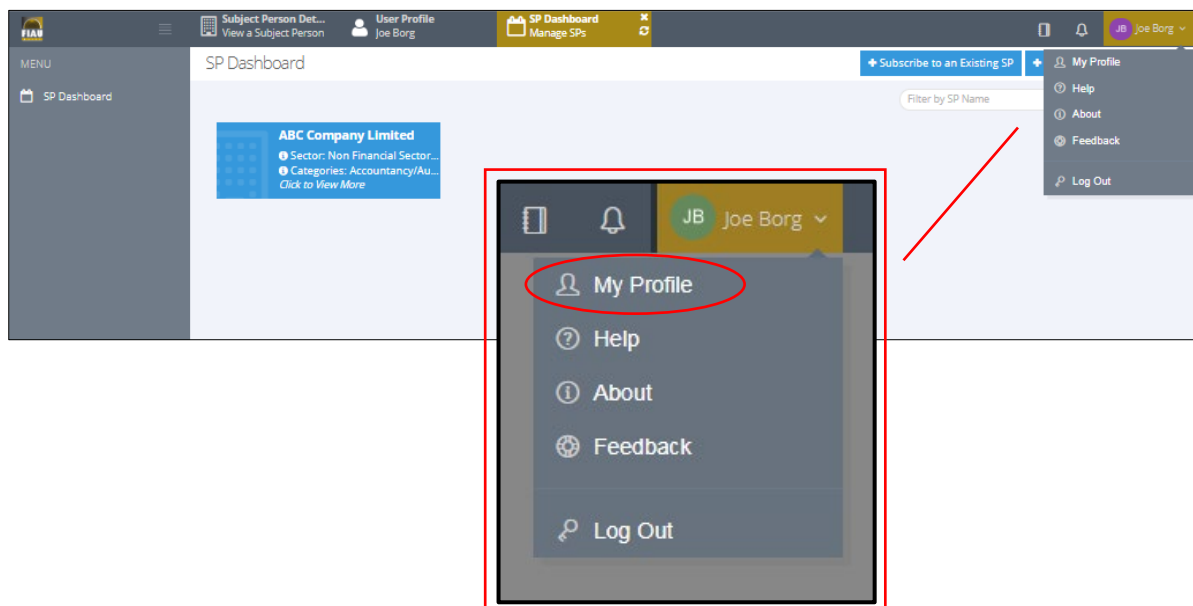 FIAU
Subject Person Det...
View a Subject Person
User Profile
Joe Borg
SP Dashboard
Manage SPs
JB Joe Borg
MENU
SP Dashboard
SP Dashboard
+ Subscribe to an Existing SP
+
Filter by SP Name
My Profile
Help
About
Feedback
Log Out
ABC Company Limited
Sector: Non Financial Sector...
Categories: Accountancy/Au...
Click to View More
JB Joe Borg
My Profile
Help
About
Feedback
Log Out